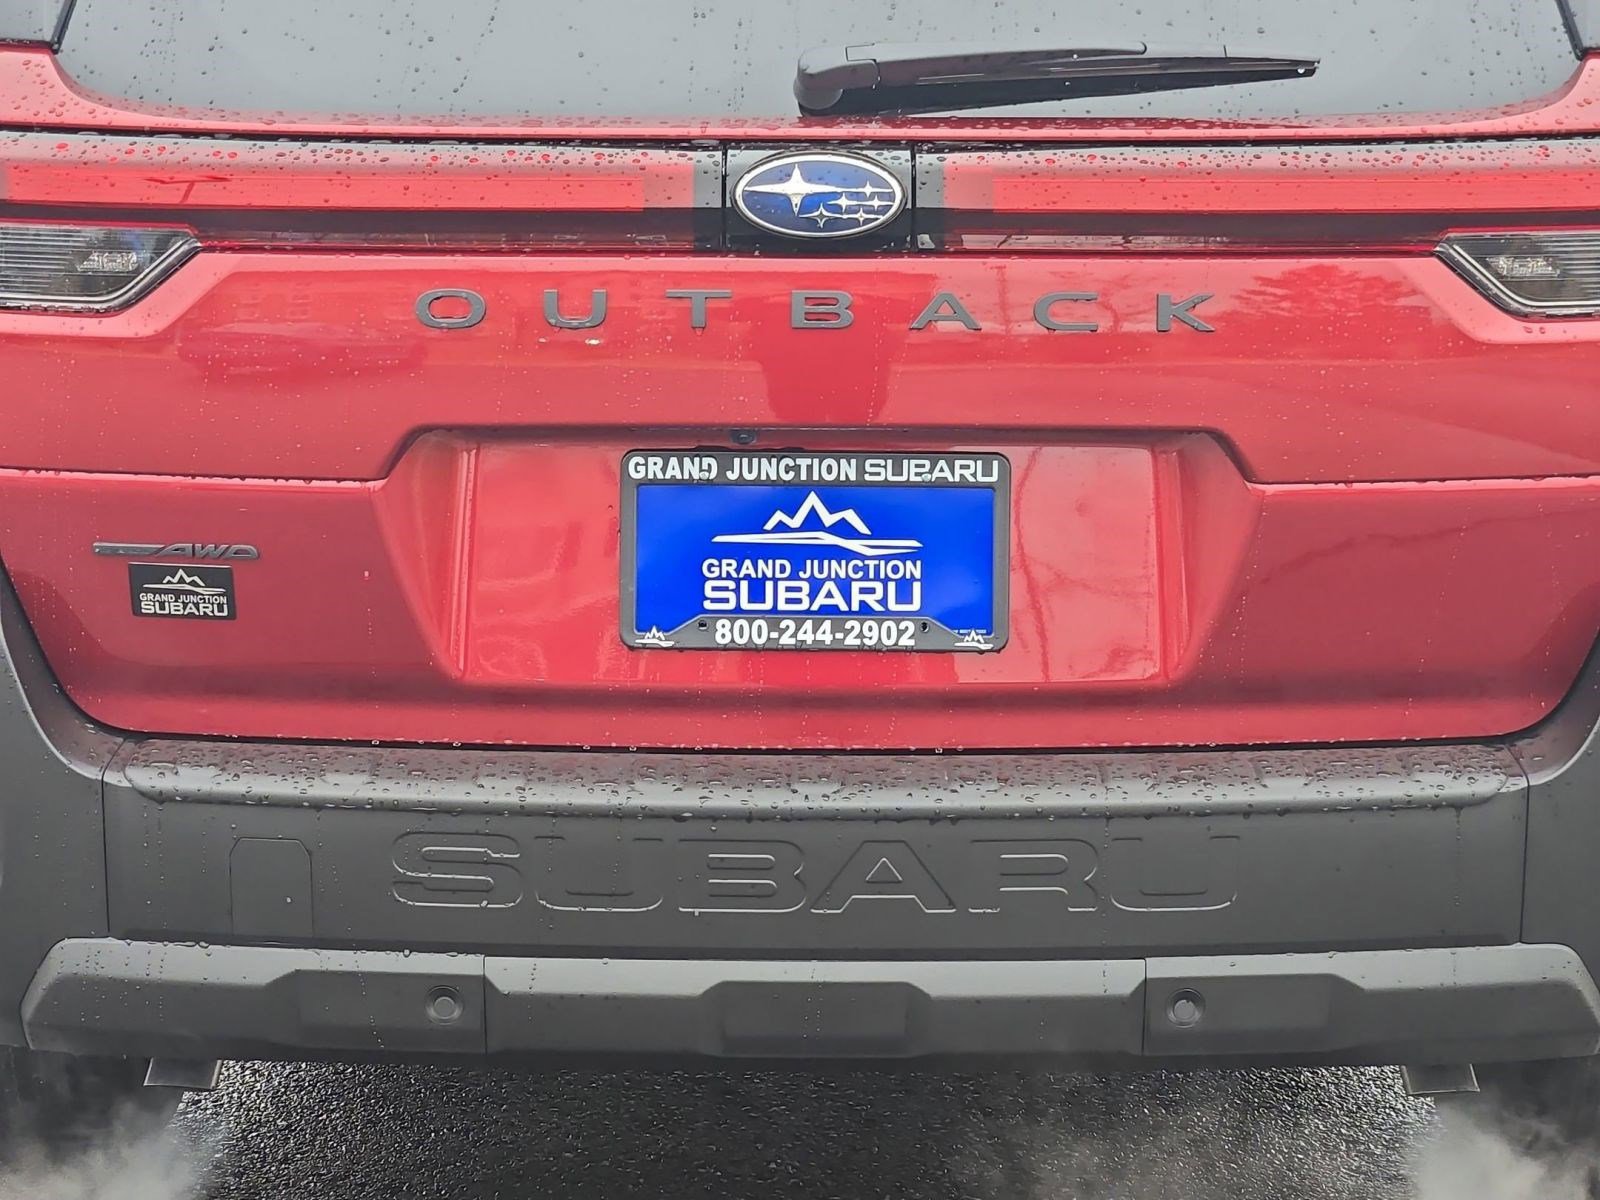 OUTBACK
GRAND JUNCTION SUBARU
GRAND JUNCTION
SUBARU
800-244-2902
AWD
GRAND JUNCTION
SUBARU
SUBARU